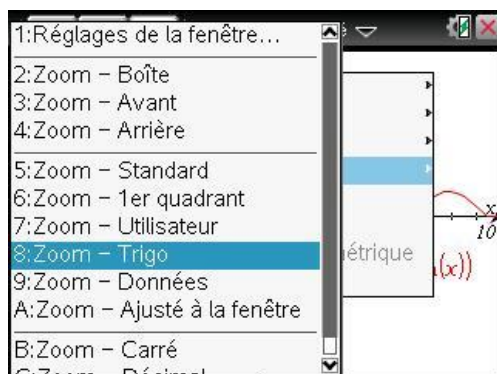 1:Réglages de la fenêtre...
2:Zoom – Boîte
3:Zoom – Avant
4:Zoom – Arrière
5:Zoom – Standard
6:Zoom – 1er quadrant
7:Zoom – Utilisateur
8:Zoom – Trigo
9:Zoom – Données
A:Zoom – Ajusté à la fenêtre
B:Zoom – Carré
x
10